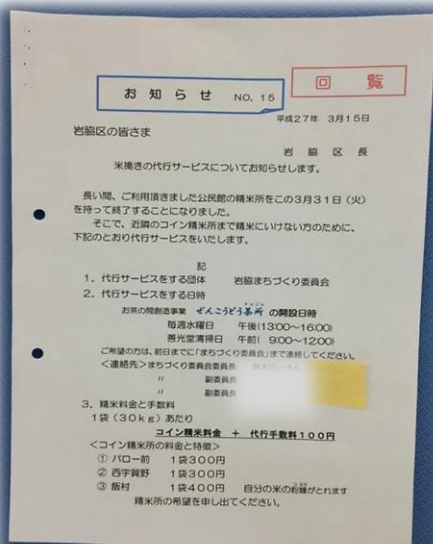 お知らせ NO. 15
回覧
平成27年 3月15日
岩脇区の皆さま
岩脇区長
米搗きの代行サービスについてお知らせします。
長い間、ご利用頂きました公民館の精米所をこの3月31日（火）
を持って終了することになりました。
そこで、近隣のコイン精米所まで精米にいけない方のために、
下記のとおり代行サービスをいたします。
記
1．代行サービスをする団体 岩脇まちづくり委員会
2．代行サービスをする日時
お茶の間創造事業 ぜんこうどう茶所 の開設日時
毎週水曜日 午後(13:00～16:00)
善光堂清掃日 午前( 9:00～12:00)
ご希望の方は、前日までに「まちづくり委員会」まで連絡してください。
＜連絡先＞まちづくり委員会委員長
〃 副委員長
〃 副委員長
3．精米料金と手数料
1袋（30kg）あたり
コイン精米料金 ＋ 代行手数料100円
＜コイン精米所の料金と特徴＞
① バロー前 1袋300円
② 西宇賀野 1袋300円
③ 飯村 1袋400円 自分の米の粉糠がとれます
精米所の希望を申し出てください。